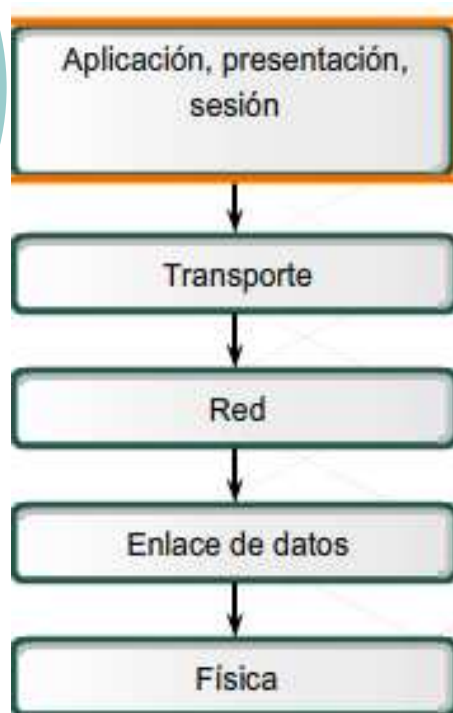 Aplicación, presentación,
sesión
Transporte
Red
Enlace de datos
Física